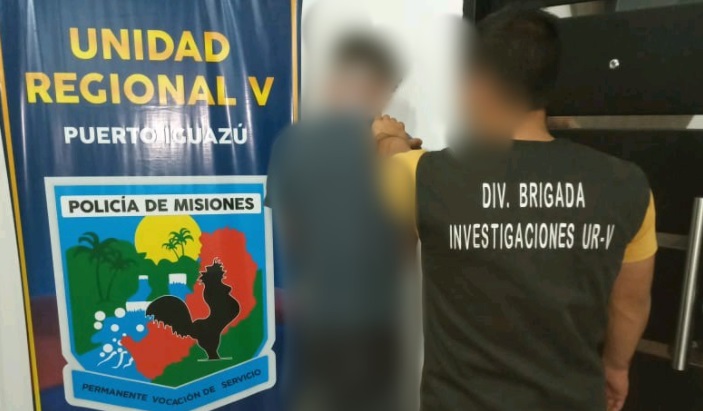 UNIDAD
REGIONAL V
PUERTO IGUAZÚ
POLICÍA DE MISIONES
PERMANENTE VOCACIÓN DE SERVICIO
DIV. BRIGADA
INVESTIGACIONES UR-V